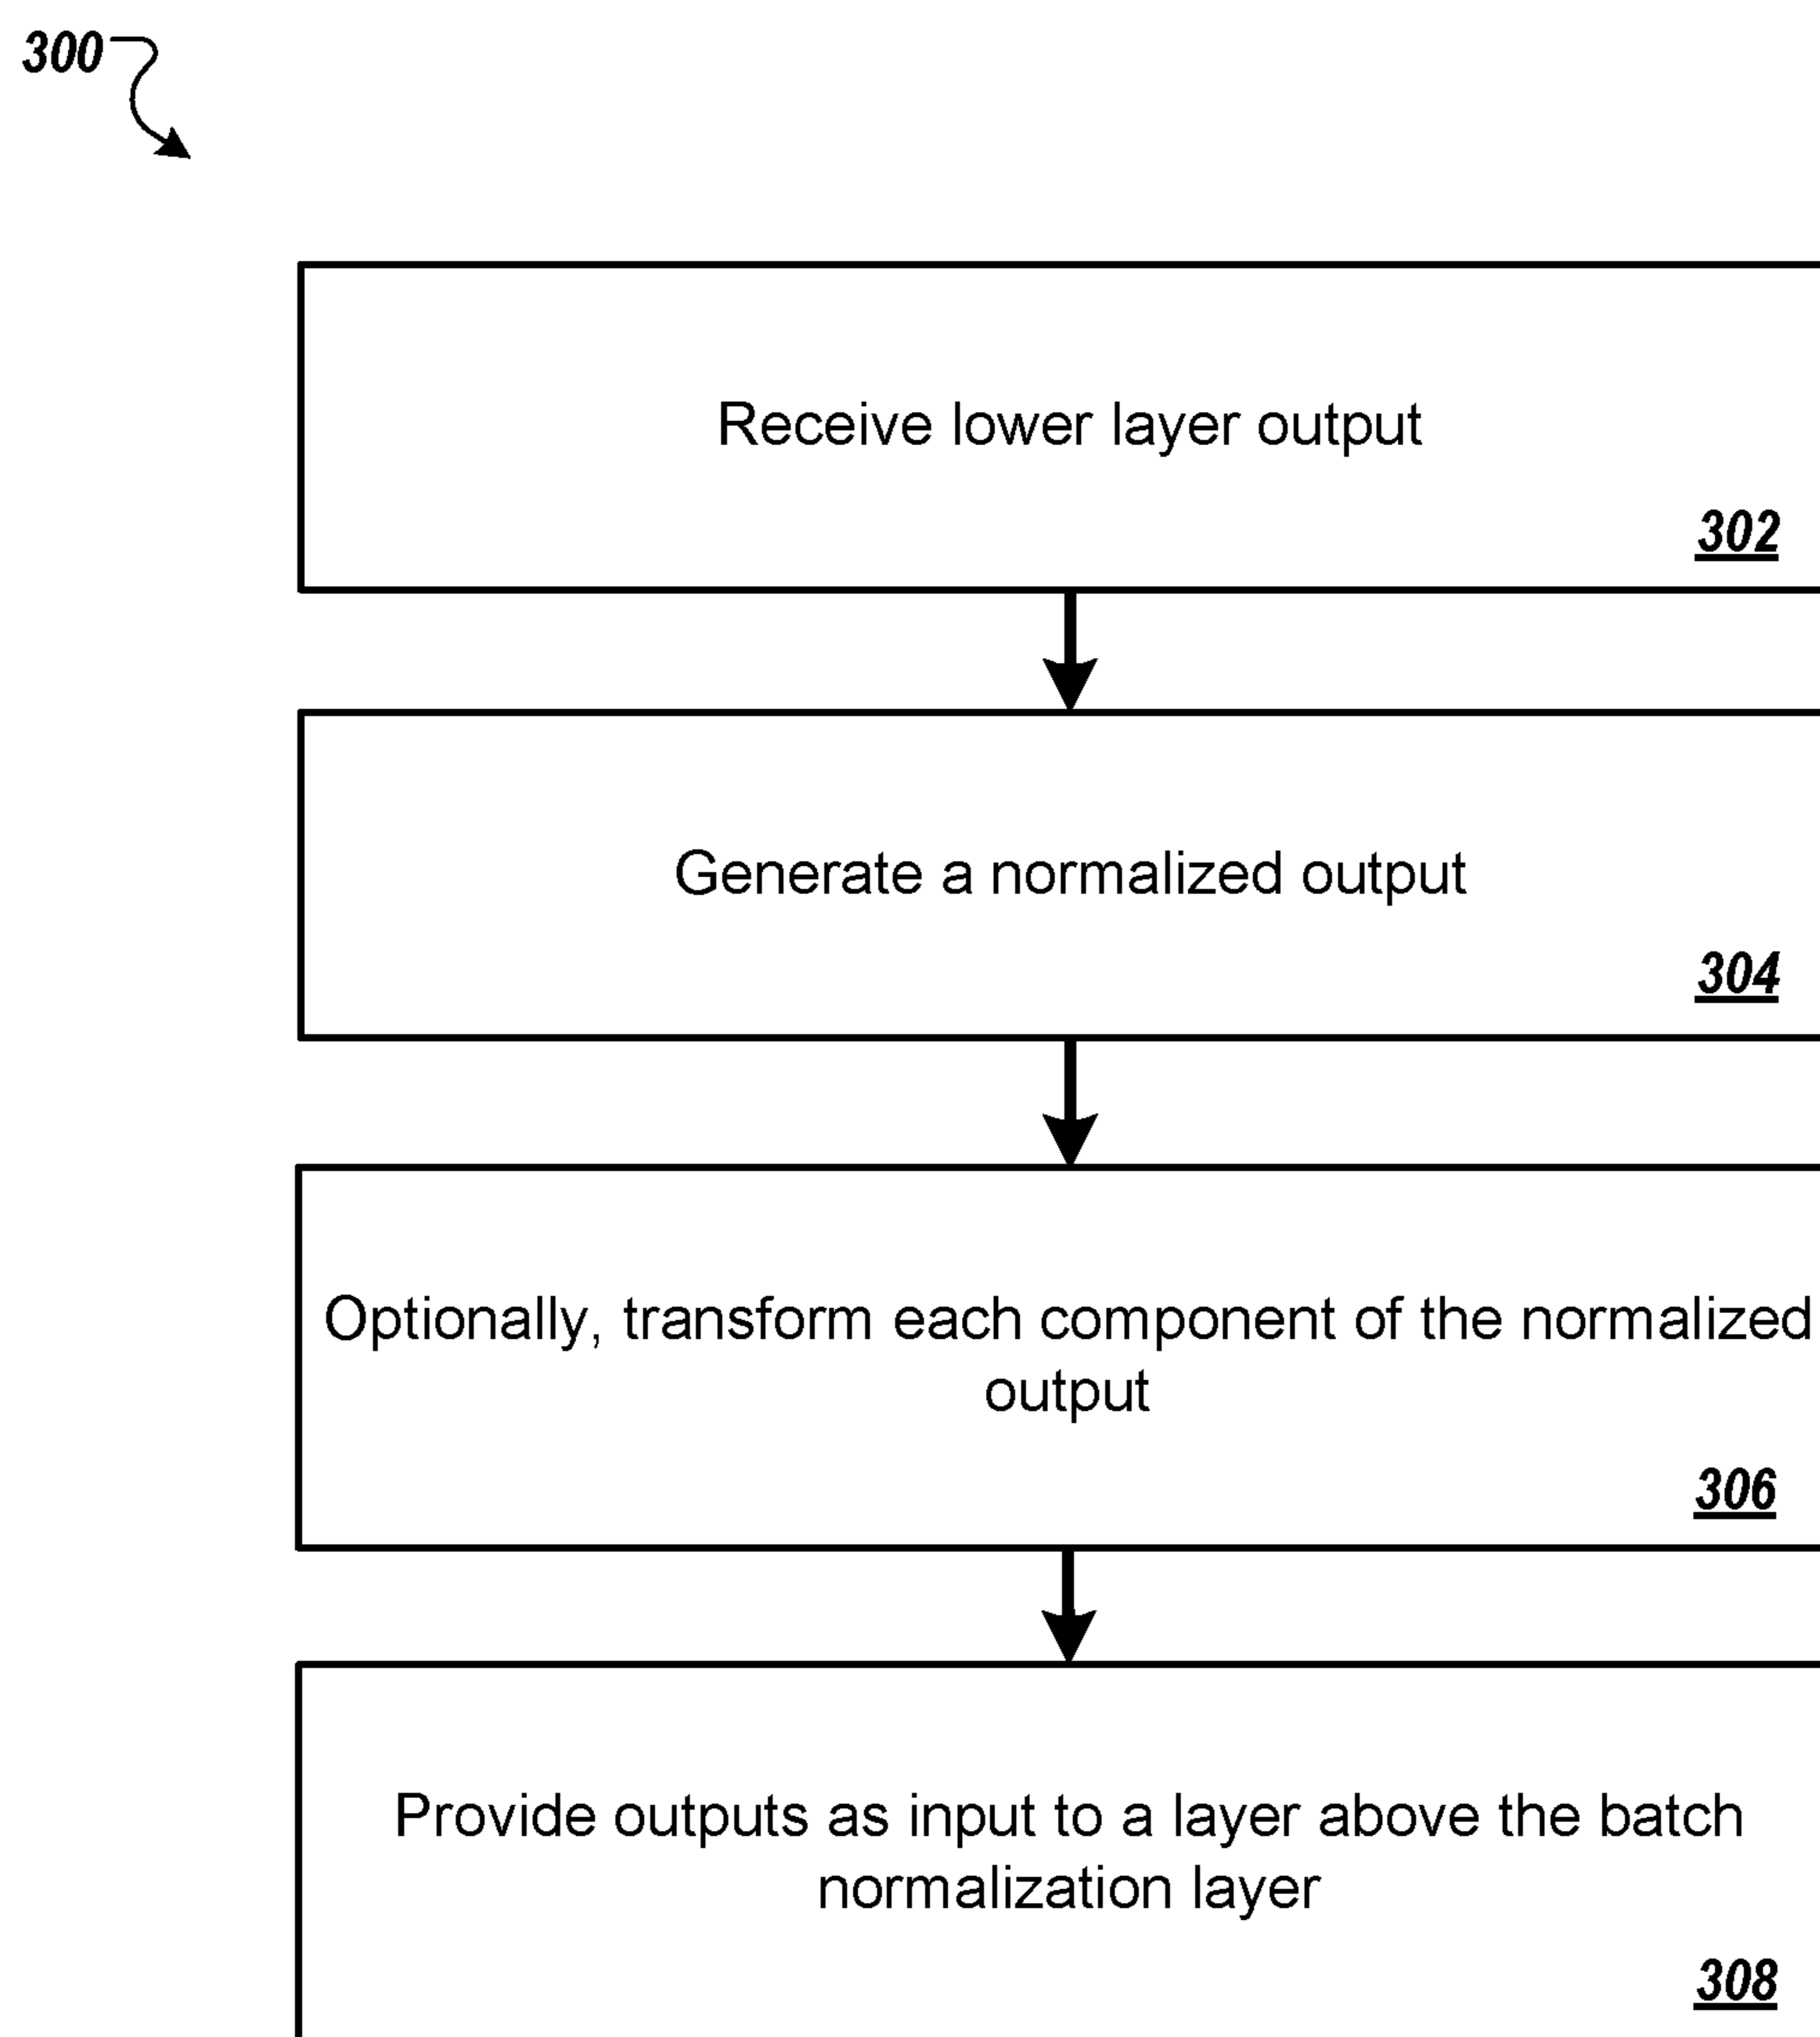 300
Receive lower layer output
302
Generate a normalized output
304
Optionally, transform each component of the normalized
output
306
Provide outputs as input to a layer above the batch
normalization layer
308